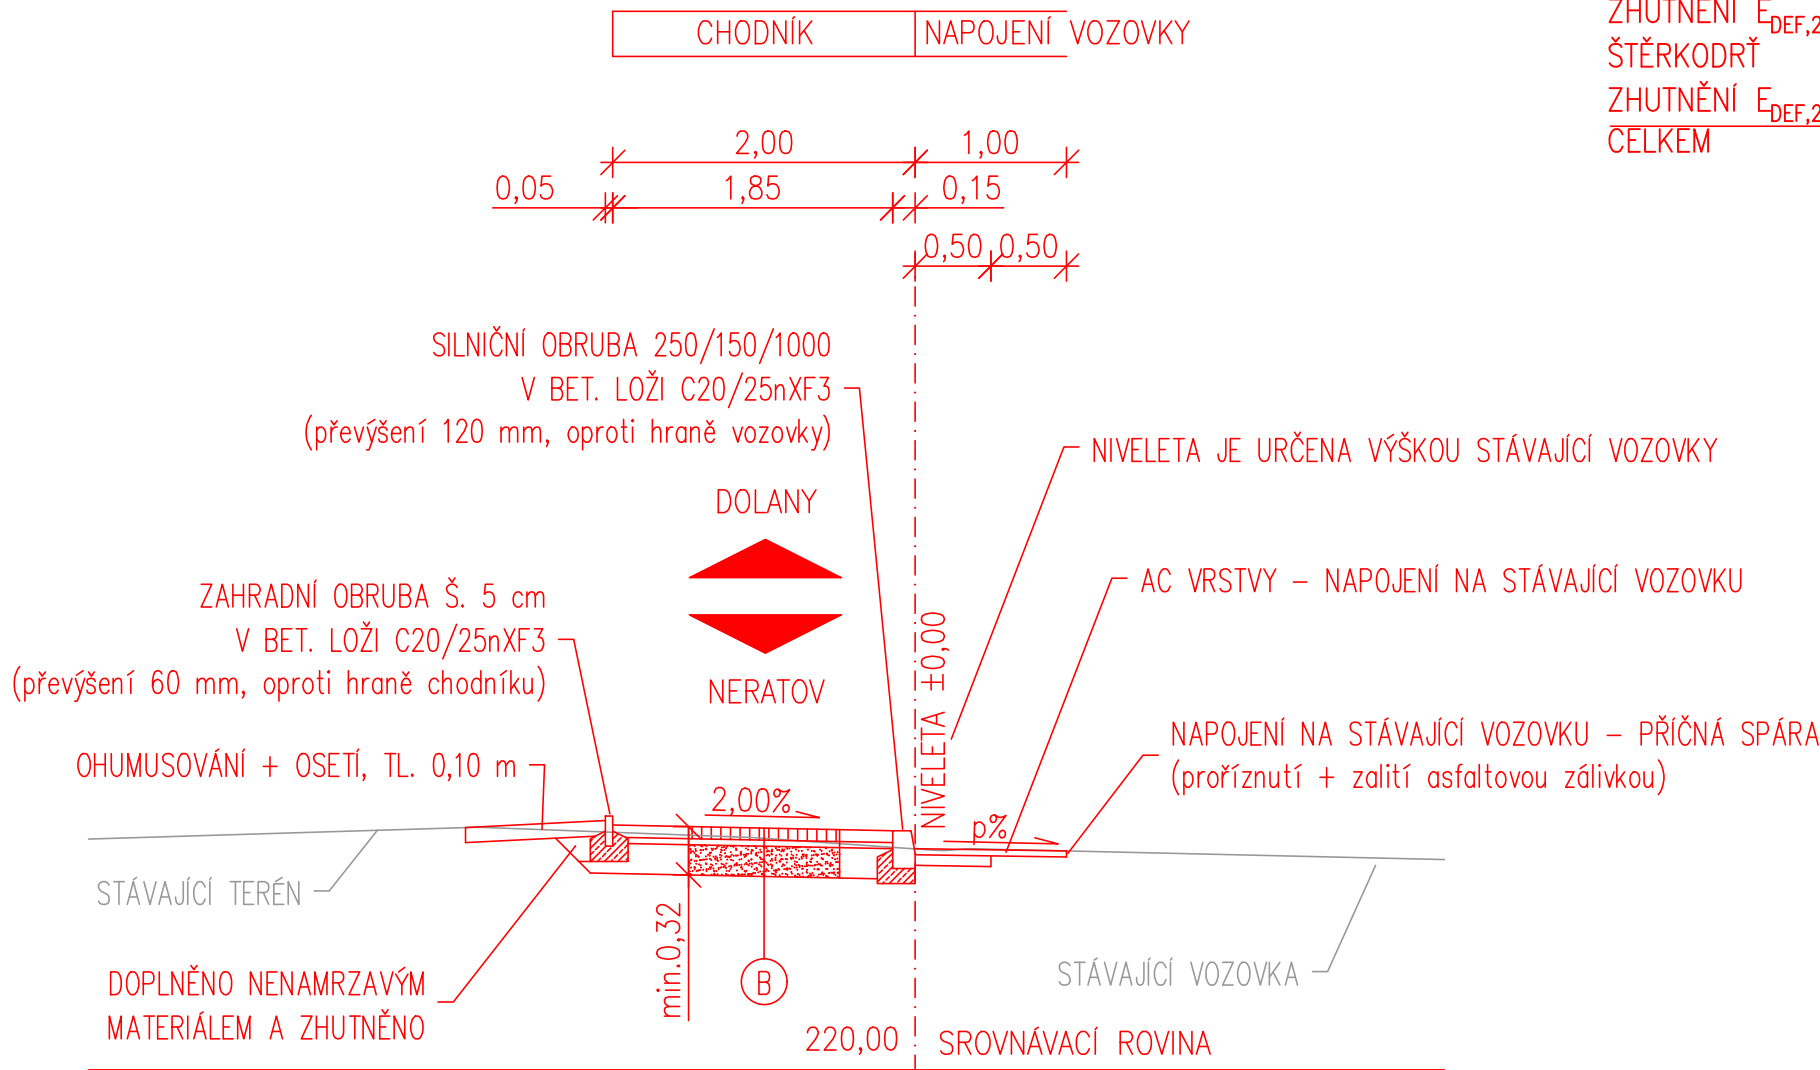 CHODNÍK
NAPOJENÍ VOZOVKY
ZHUTNĚNÍ EDEF,2
ŠTĚRKODRŤ
ZHUTNĚNÍ EDEF,2
CELKEM
2,00
1,00
0,05
1,85
0,15
0,50
0,50
SILNIČNÍ OBRUBA 250/150/1000
V BET. LOŽI C20/25nXF3
(převýšení 120 mm, oproti hraně vozovky)
NIVELETA JE URČENA VÝŠKOU STÁVAJÍCÍ VOZOVKY
DOLANY
AC VRSTVY – NAPOJENÍ NA STÁVAJÍCÍ VOZOVKU
ZAHRADNÍ OBRUBA Š. 5 cm
V BET. LOŽI C20/25nXF3
(převýšení 60 mm, oproti hraně chodníku)
NERATOV
NIVELETA ±0,00
NAPOJENÍ NA STÁVAJÍCÍ VOZOVKU – PŘÍČNÁ SPÁRA
(proříznutí + zalití asfaltovou zálivkou)
OHUMUSOVÁNÍ + OSETÍ, TL. 0,10 m
2,00%
p%
STÁVAJÍCÍ TERÉN
min.0,32
B
STÁVAJÍCÍ VOZOVKA
DOPLNĚNO NENAMRZAVÝM
MATERIÁLEM A ZHUTNĚNO
220,00
SROVNÁVACÍ ROVINA